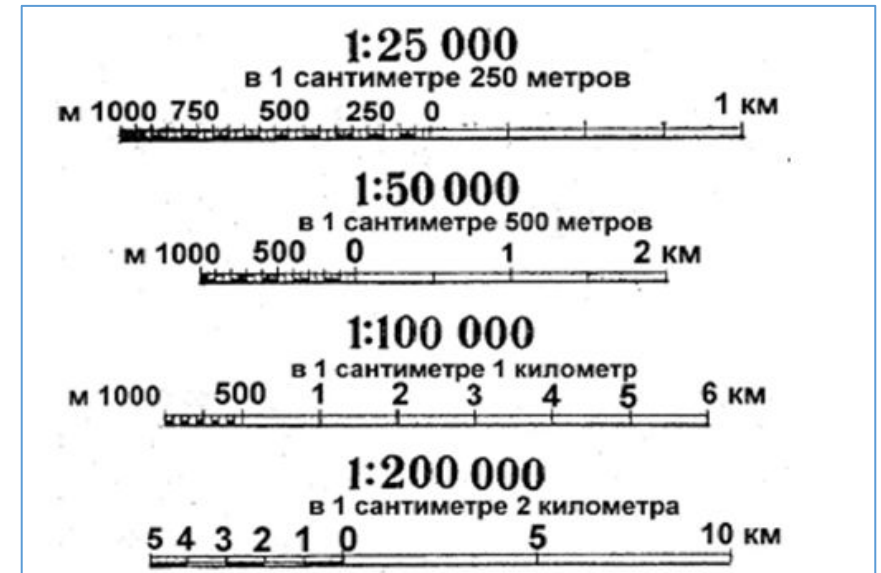 1:25 000
в 1 сантиметре 250 метров
м 1000 750 500 250 0 1 км
1:50 000
в 1 сантиметре 500 метров
м 1000 500 0 1 2 км
1:100 000
в 1 сантиметре 1 километр
м 1000 500 1 2 3 4 5 6 км
1:200 000
в 1 сантиметре 2 километра
5 4 3 2 1 0 5 10 км